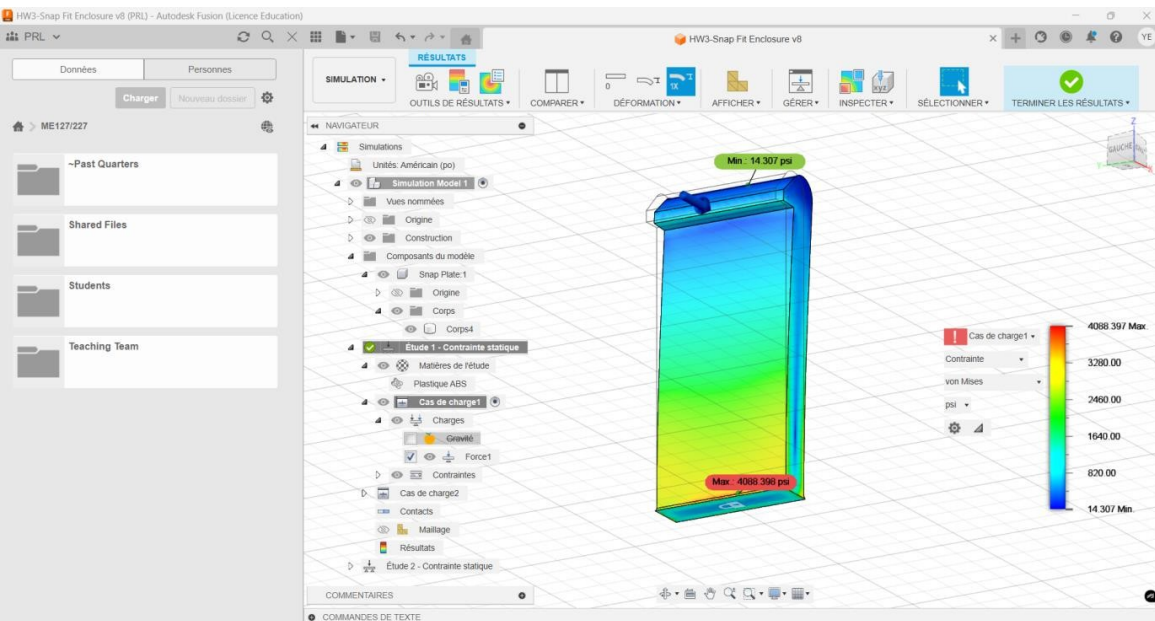 HW3-Snap Fit Enclosure v8 (PRL) - Autodesk Fusion (Licence Education)
PRL
HW3-Snap Fit Enclosure v8
YE
Données
Personnes
Charger
Nouveau dossier
ME127/227
~Past Quarters
Shared Files
Students
Teaching Team
RÉSULTATS
SIMULATION
OUTILS DE RÉSULTATS
COMPARER
0
1X
DÉFORMATION
AFFICHER
GÉRER
xyz
INSPECTER
SÉLECTIONNER
TERMINER LES RÉSULTATS
NAVIGATEUR
Simulations
Unités: Américain (po)
Simulation Model 1
Vues nommées
Origine
Construction
Composants du modèle
Snap Plate:1
Origine
Corps
Corps4
Étude 1 - Contrainte statique
Matières de l'étude
Plastique ABS
Cas de charge1
Charges
Gravité
Force1
Contraintes
Cas de charge2
Contacts
Maillage
Résultats
Étude 2 - Contrainte statique
COMMENTAIRES
COMMANDES DE TEXTE
Z
GAUCHE
Y
X
Min.: 14.307 psi
Max.: 4088.398 psi
Cas de charge1
Contrainte
von Mises
psi
4088.397 Max.
3280.00
2460.00
1640.00
820.00
14.307 Min.